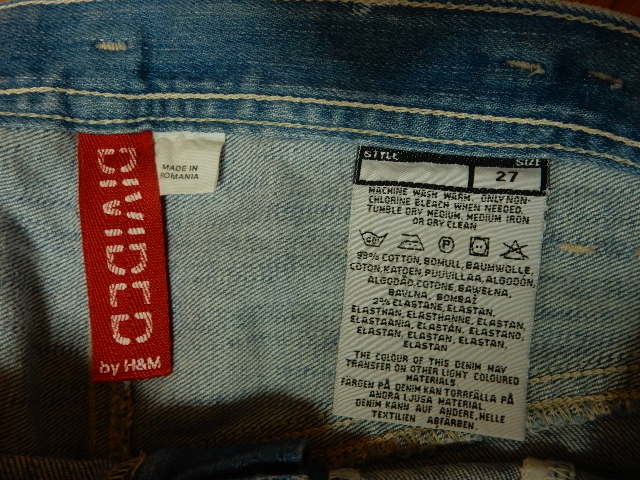 DIVIDED
by H&M
MADE IN
ROMANIA
STYLE SIZE
27
MACHINE WASH WARM. ONLY NON-
CHLORINE BLEACH WHEN NEEDED.
TUMBLE DRY MEDIUM. MEDIUM IRON
OR DRY CLEAN
P
COTTON, BOMULL, BAUMWOLLE,
COTON, KATOEN, PUUVILLAA, ALGODÓN,
ALGODÃO, COTONE, BAWEŁNA,
BAVLNA, BOMBAŽ
2% ELASTANE, ELASTAN,
ELASTHAN, ELASTHANNE, ELASTAN,
ELASTAANIA, ELASTÁN, ELASTANO,
ELASTAN, ELASTAN, ELASTAN,
ELASTAN
THE COLOUR OF THIS DENIM MAY
TRANSFER ON OTHER LIGHT COLOURED
MATERIALS
FÄRGEN PÅ DENIM KAN TORRFÄLLA PÅ
ANDRA LJUSA MATERIAL
DENIM KANN AUF ANDERE, HELLE
TEXTILIEN ABFÄRBEN.